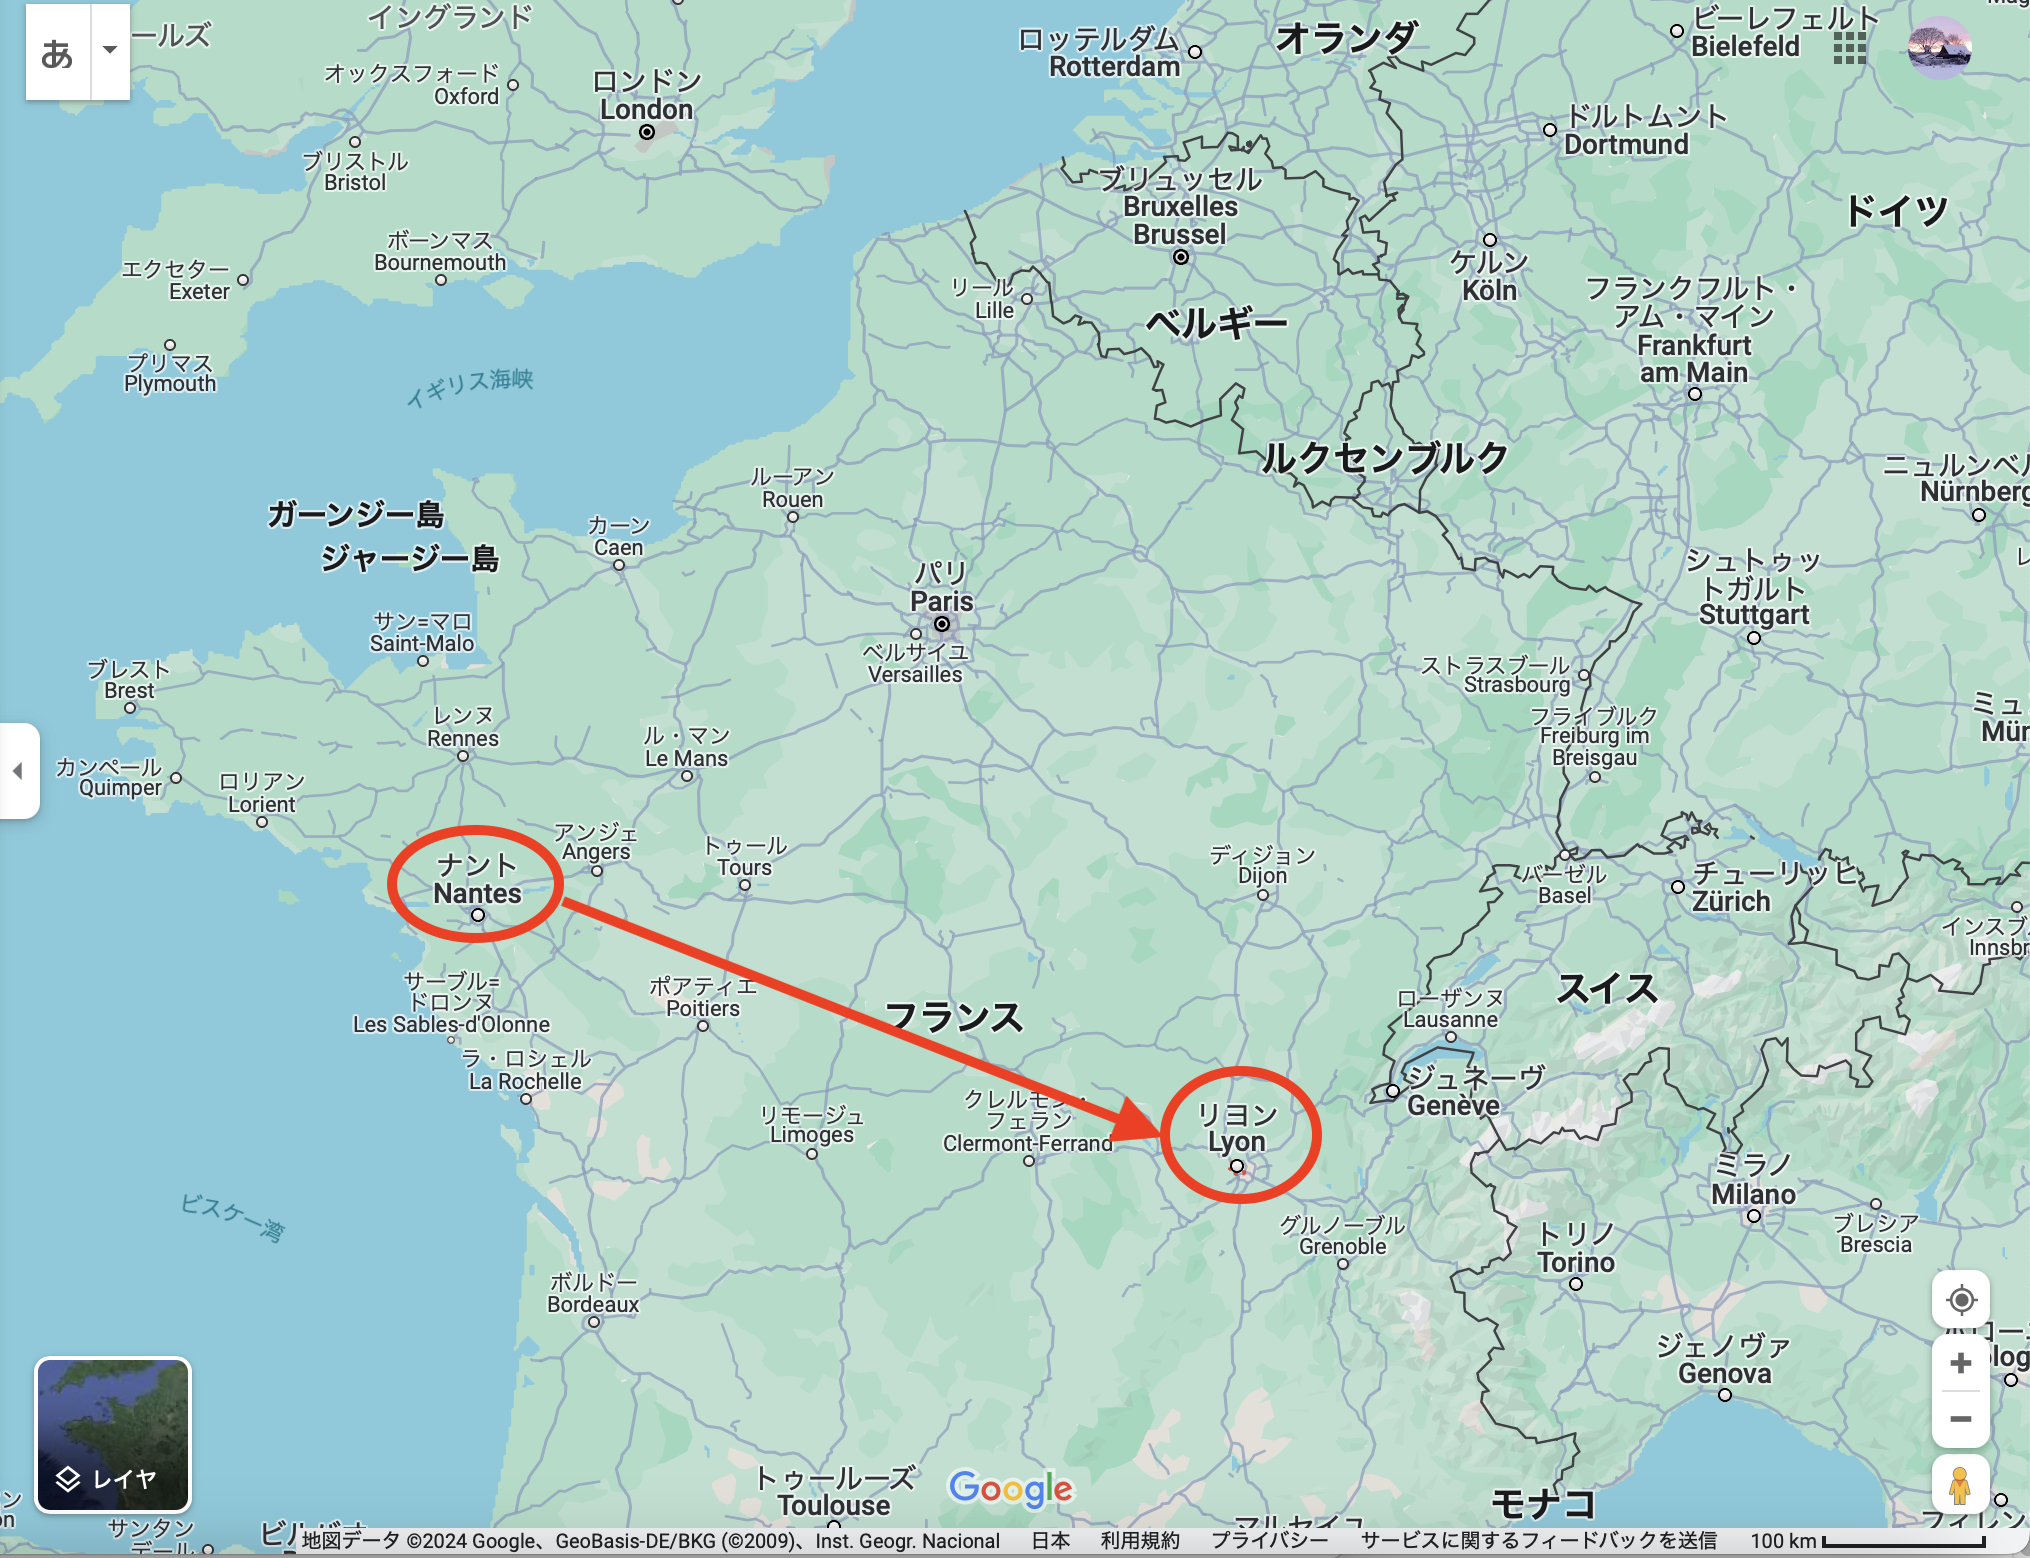 あ
ールズ
イングランド
オックスフォード
Oxford
ロンドン
London
ブリストル
Bristol
ボーンマス
Bournemouth
エクセター
Exeter
プリマス
Plymouth
イギリス海峡
ロッテルダム
Rotterdam
オランダ
ビーレフェルト
Bielefeld
ドルトムント
Dortmund
ブリュッセル
Bruxelles
Brussel
ドイツ
ケルン
Köln
リール
Lille
ベルギー
フランクフルト・
アム・マイン
Frankfurt
am Main
ルクセンブルク
ニュルンベル
Nürnberg
ガーンジー島
ジャージー島
ルーアン
Rouen
カーン
Caen
パリ
Paris
ベルサイユ
Versailles
シュトゥッ
トガルト
Stuttgart
サン=マロ
Saint-Malo
ブレスト
Brest
ストラスブール
Strasbourg
レンヌ
Rennes
ル・マン
Le Mans
フライブルク
Freiburg im
Breisgau
ミュ
Mün
カンペール
Quimper
ロリアン
Lorient
ナント
Nantes
アンジェ
Angers
トゥール
Tours
ディジョン
Dijon
バーゼル
Basel
チューリッヒ
Zürich
インスブ
Innsbr
サーブル=
ドロンヌ
Les Sables-d'Olonne
ポアティエ
Poitiers
フランス
ローザンヌ
Lausanne
スイス
ラ・ロシェル
La Rochelle
ジュネーヴ
Genève
リモージュ
Limoges
クレルモン・
フェラン
Clermont-Ferrand
リヨン
Lyon
ミラノ
Milano
ビスケー湾
グルノーブル
Grenoble
トリノ
Torino
ブレシア
Brescia
ボルドー
Bordeaux
ジェノヴァ
Genova
レイヤ
トゥールーズ
Toulouse
Google
モナコ
マルセイユ
フィレン
サンタン
デール
地図データ ©2024 Google、GeoBasis-DE/BKG (©2009)、Inst. Geogr. Nacional 日本 利用規約 プライバシー サービスに関するフィードバックを送信 100 km